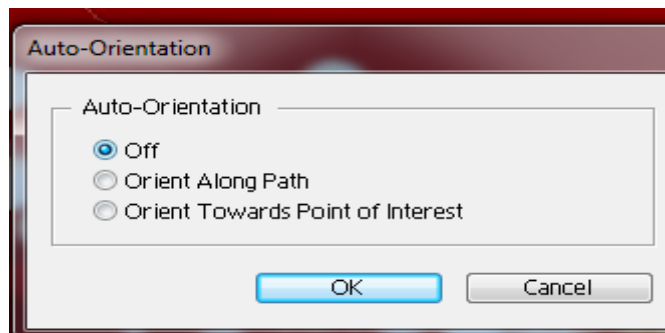 Auto-Orientation
Auto-Orientation
Off
Orient Along Path
Orient Towards Point of Interest
OK Cancel